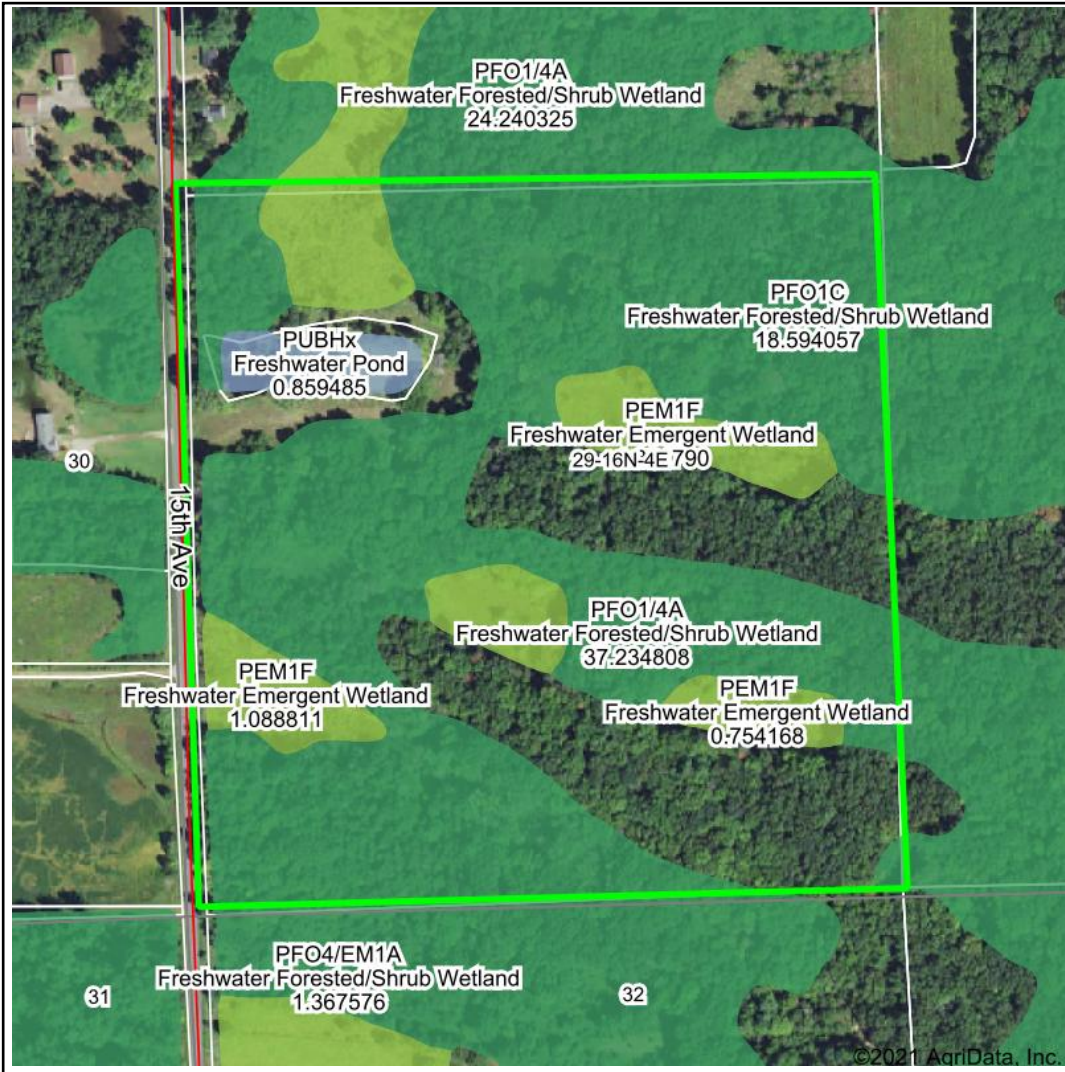 PFO1/4A
Freshwater Forested/Shrub Wetland
24.240325
PFO1C
Freshwater Forested/Shrub Wetland
18.594057
PUBHx
Freshwater Pond
0.859485
PEM1F
Freshwater Emergent Wetland
29-16N-4E 790
30
15th Ave
PFO1/4A
Freshwater Forested/Shrub Wetland
37.234808
PEM1F
Freshwater Emergent Wetland
1.088811
PEM1F
Freshwater Emergent Wetland
0.754168
PFO4/EM1A
Freshwater Forested/Shrub Wetland
1.367576
31
32
©2021 AgriData, Inc.